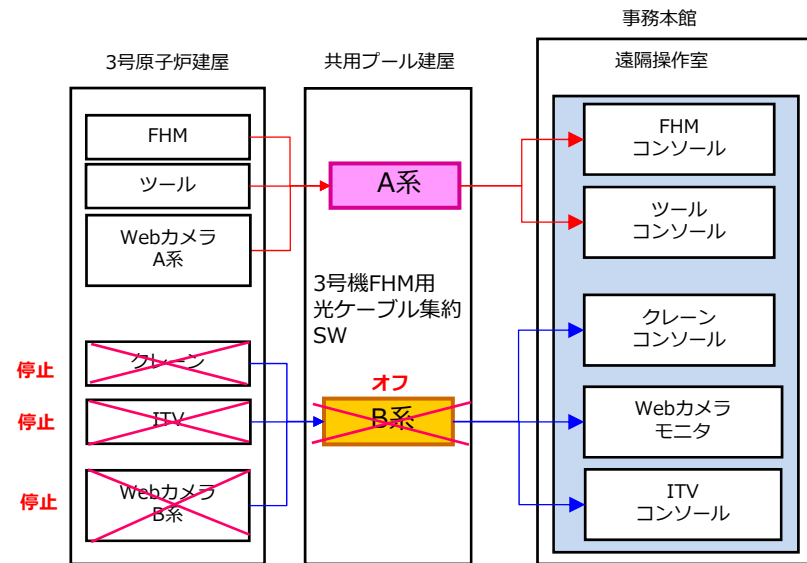 事務本館
3号原子炉建屋
共用プール建屋
遠隔操作室
FHM
ツール
Webカメラ
A系
A系
FHM
コンソール
ツール
コンソール
3号機FHM用
光ケーブル集約
SW
停止
クレーン
停止
ITV
停止
Webカメラ
B系
オフ
B系
クレーン
コンソール
Webカメラ
モニタ
ITV
コンソール